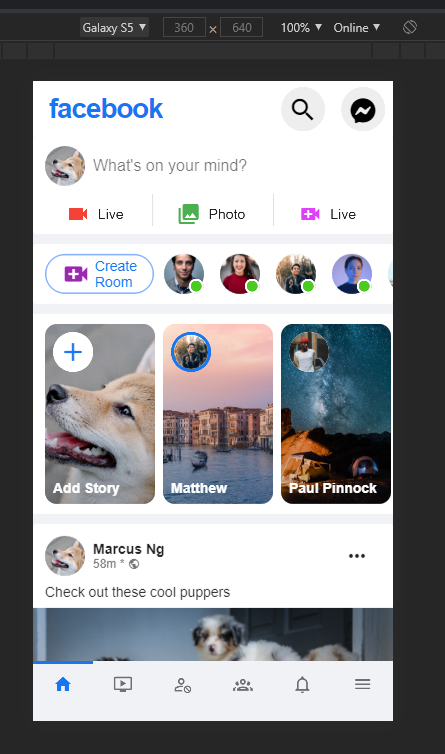 Galaxy S5 ▼ 360 × 640 100% ▼ Online ▼
facebook
What's on your mind?
Live Photo Live
Create
Room
Add Story Matthew Paul Pinnock
Marcus Ng
58m *
Check out these cool puppers